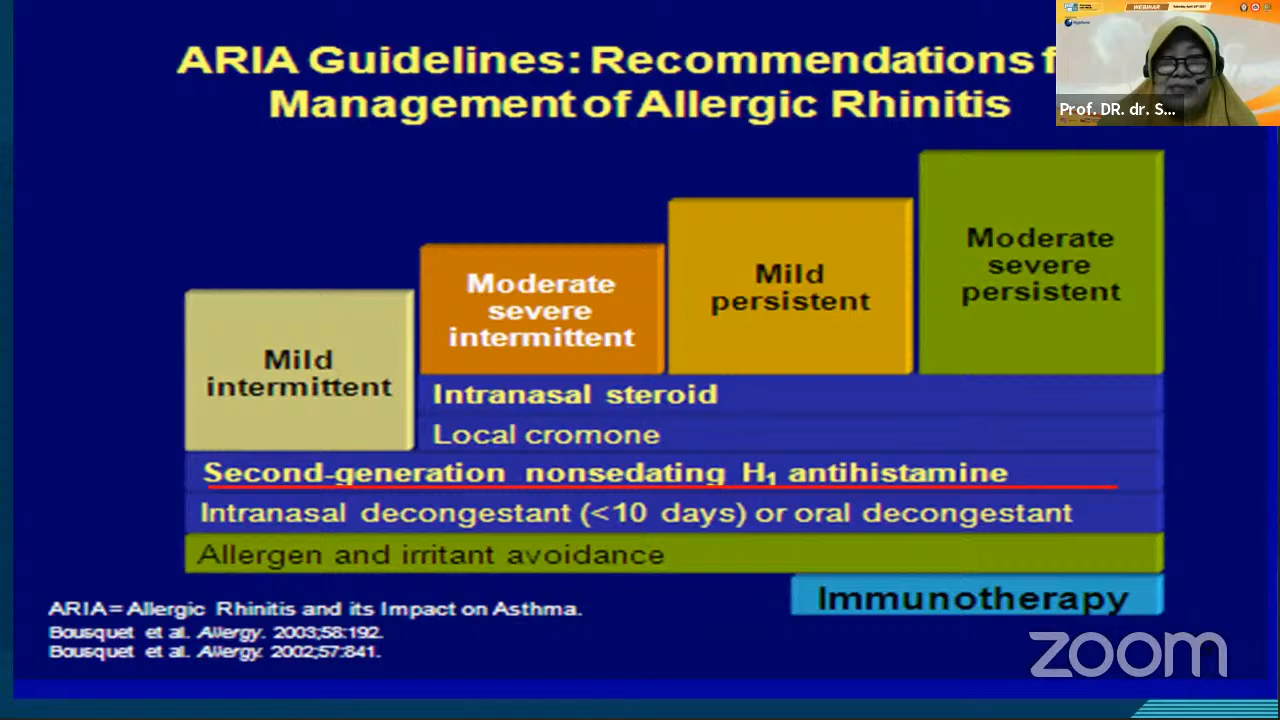 ARIA Guidelines: Recommendations f
Management of Allergic Rhinitis
WEBINAR
Prof. DR. dr. S...
Moderate
severe
persistent
Mild
persistent
Moderate
severe
intermittent
Mild
intermittent
Intranasal steroid
Local cromone
Second-generation nonsedating H₁ antihistamine
Intranasal decongestant (<10 days) or oral decongestant
Allergen and irritant avoidance
Immunotherapy
ARIA= Allergic Rhinitis and its Impact on Asthma.
Bousquet et al. Allergy. 2003;58:192.
Bousquet et al. Allergy. 2002;57:841.
zoom